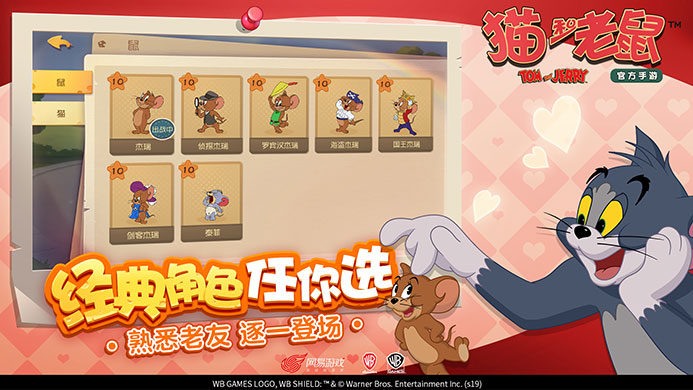 猫和老鼠™
TOM AND JERRY
官方手游
鼠
鼠
猫
10
10
10
10
10
出战中
杰瑞
侦探杰瑞
罗宾汉杰瑞
海盗杰瑞
国王杰瑞
10
10
剑客杰瑞
泰菲
经典角色任你选
· 熟悉老友 逐一登场 ·
网易游戏
WB
WB
WB GAMES LOGO, WB SHIELD: ™ & © Warner Bros. Entertainment Inc. (s19)